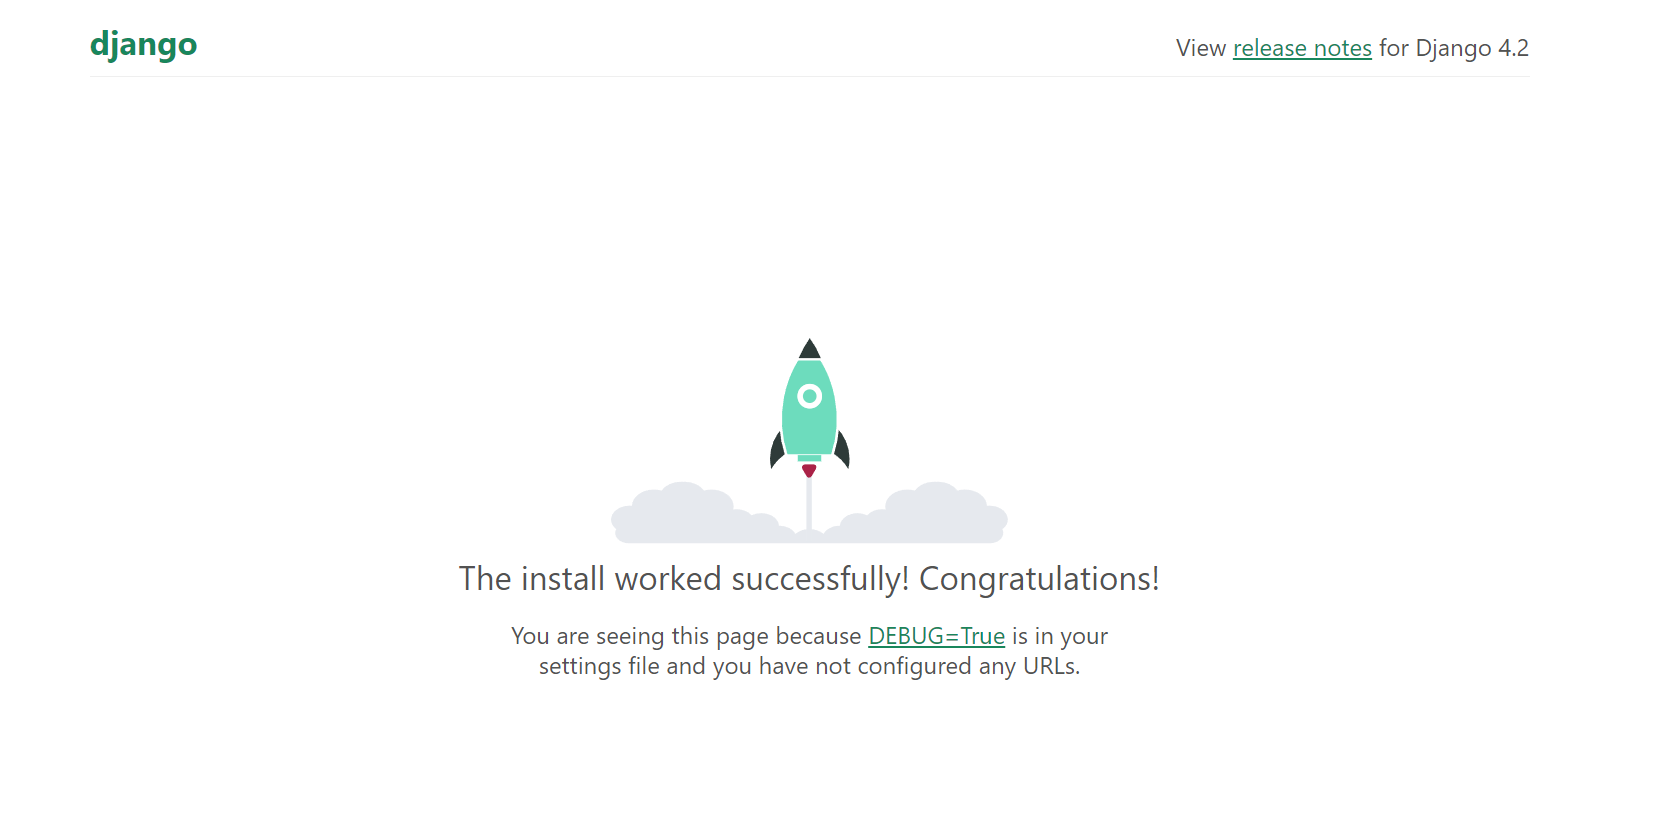 django
View release notes for Django 4.2
The install worked successfully! Congratulations!
You are seeing this page because DEBUG=True is in your
settings file and you have not configured any URLs.